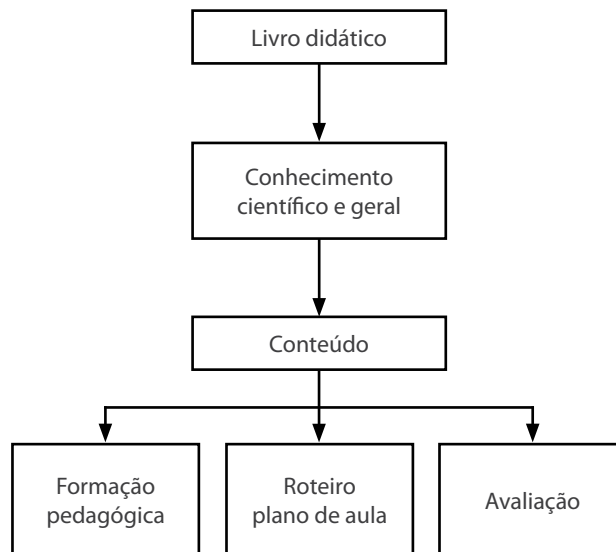 Livro didático
Conhecimento
científico e geral
Conteúdo
Formação
pedagógica
Roteiro
plano de aula
Avaliação